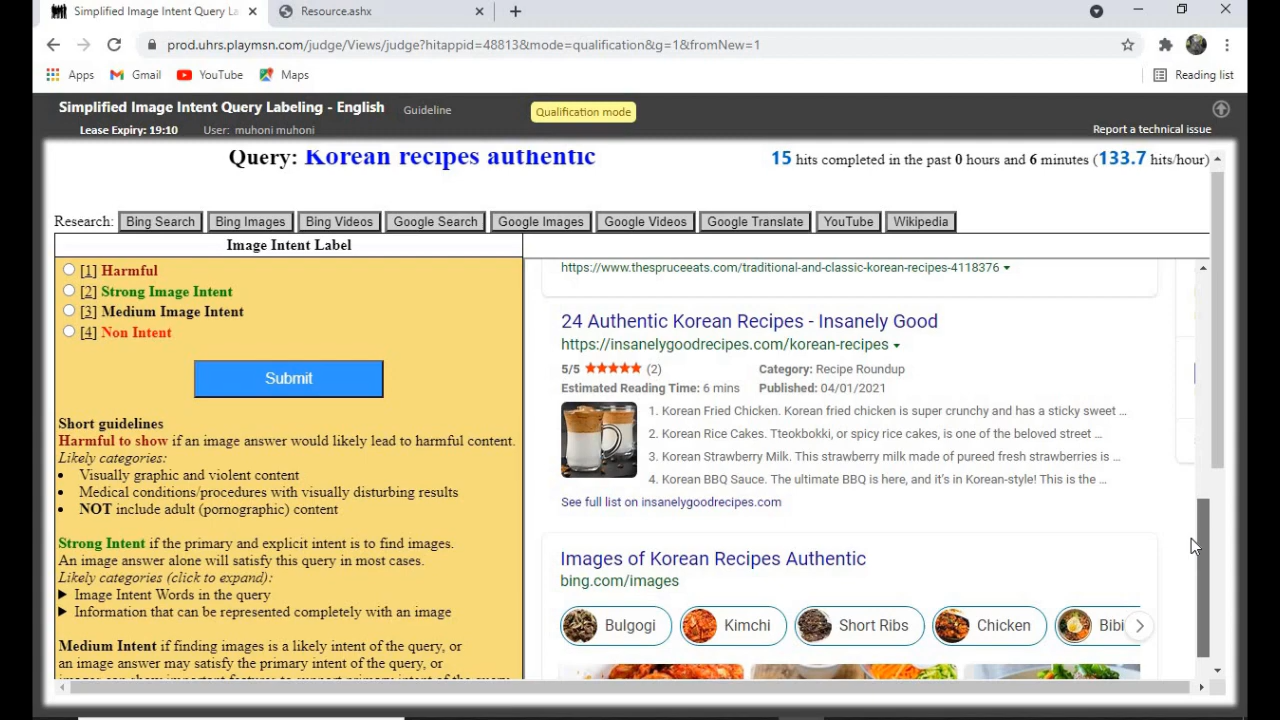 Simplified Image Intent Query La
Resource.ashx
prod.uhrs.playmsn.com/judge/Views/judge?hitappid=48813&mode=qualification&g=1&fromNew=1
Apps Gmail YouTube Maps Reading list
Simplified Image Intent Query Labeling - English Guideline Qualification mode
Lease Expiry: 19:10 User: muhoni muhoni Report a technical issue
Query: Korean recipes authentic 15 hits completed in the past 0 hours and 6 minutes (133.7 hits/hour)
Research: Bing Search Bing Images Bing Videos Google Search Google Images Google Videos Google Translate YouTube Wikipedia
Image Intent Label
[1] Harmful
[2] Strong Image Intent
[3] Medium Image Intent
[4] Non Intent
Submit
Short guidelines
Harmful to show if an image answer would likely lead to harmful content.
Likely categories:
• Visually graphic and violent content
• Medical conditions/procedures with visually disturbing results
• NOT include adult (pornographic) content
Strong Intent if the primary and explicit intent is to find images.
An image answer alone will satisfy this query in most cases.
Likely categories (click to expand):
Image Intent Words in the query
Information that can be represented completely with an image
Medium Intent if finding images is a likely intent of the query, or
an image answer may satisfy the primary intent of the query, or
https://www.thespruceeats.com/traditional-and-classic-korean-recipes-4118376
24 Authentic Korean Recipes - Insanely Good
https://insanelygoodrecipes.com/korean-recipes
5/5 ★★★★★ (2) Category: Recipe Roundup
Estimated Reading Time: 6 mins Published: 04/01/2021
1. Korean Fried Chicken. Korean fried chicken is super crunchy and has a sticky sweet ...
2. Korean Rice Cakes. Tteokbokki, or spicy rice cakes, is one of the beloved street ...
3. Korean Strawberry Milk. This strawberry milk made of pureed fresh strawberries is ...
4. Korean BBQ Sauce. The ultimate BBQ is here, and it's in Korean-style! This is the ...
See full list on insanelygoodrecipes.com
Images of Korean Recipes Authentic
bing.com/images
Bulgogi Kimchi Short Ribs Chicken Bibi